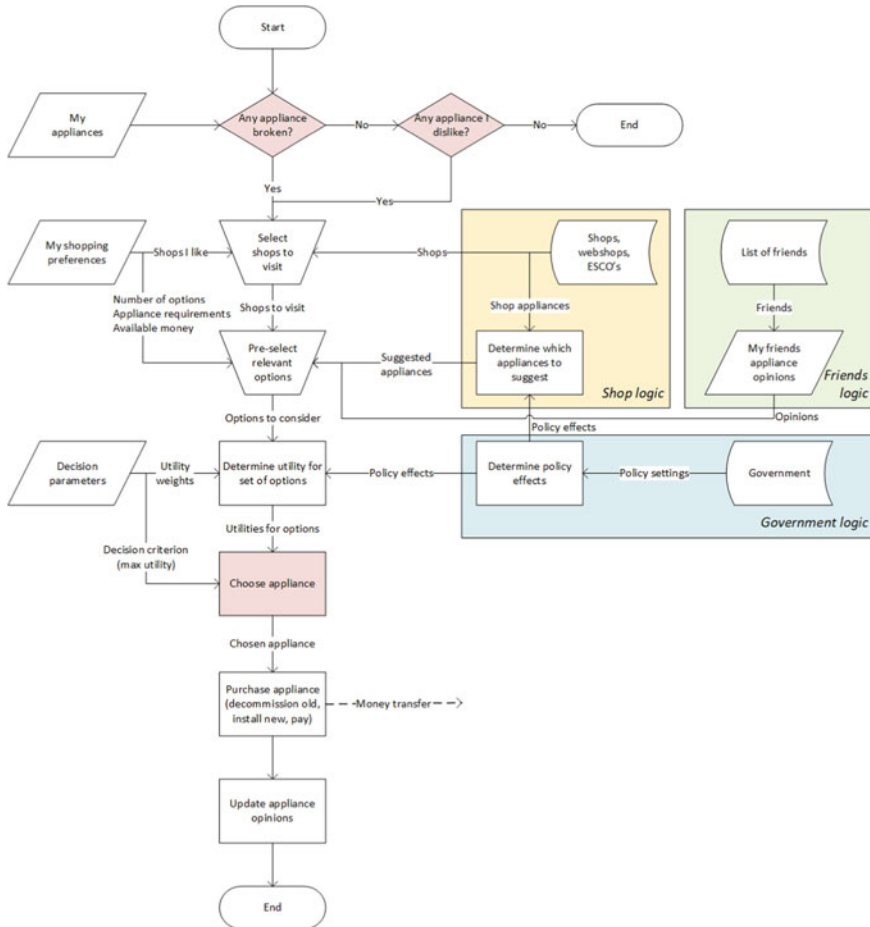 Start
My
appliances
Any appliance
broken?
No
Any appliance I
dislike?
No
End
Yes
Yes
My shopping
preferences
Shops I like
Select
shops to
visit
Shops
Shops,
webshops,
ESCO's
List of friends
Number of options
Appliance requirements
Available money
Shops to visit
Shop appliances
Friends
Pre-select
relevant
options
Suggested
appliances
Determine which
appliances to
suggest
My friends
appliance
opinions
Shop logic
Friends
logic
Options to consider
Opinions
Policy effects
Decision
parameters
Utility
weights
Determine utility for
set of options
Policy effects
Determine policy
effects
Policy settings
Government
Government logic
Utilities for options
Decision criterion
(max utility)
Choose appliance
Chosen appliance
Purchase appliance
(decommission old,
install new, pay)
Money transfer
Update appliance
opinions
End